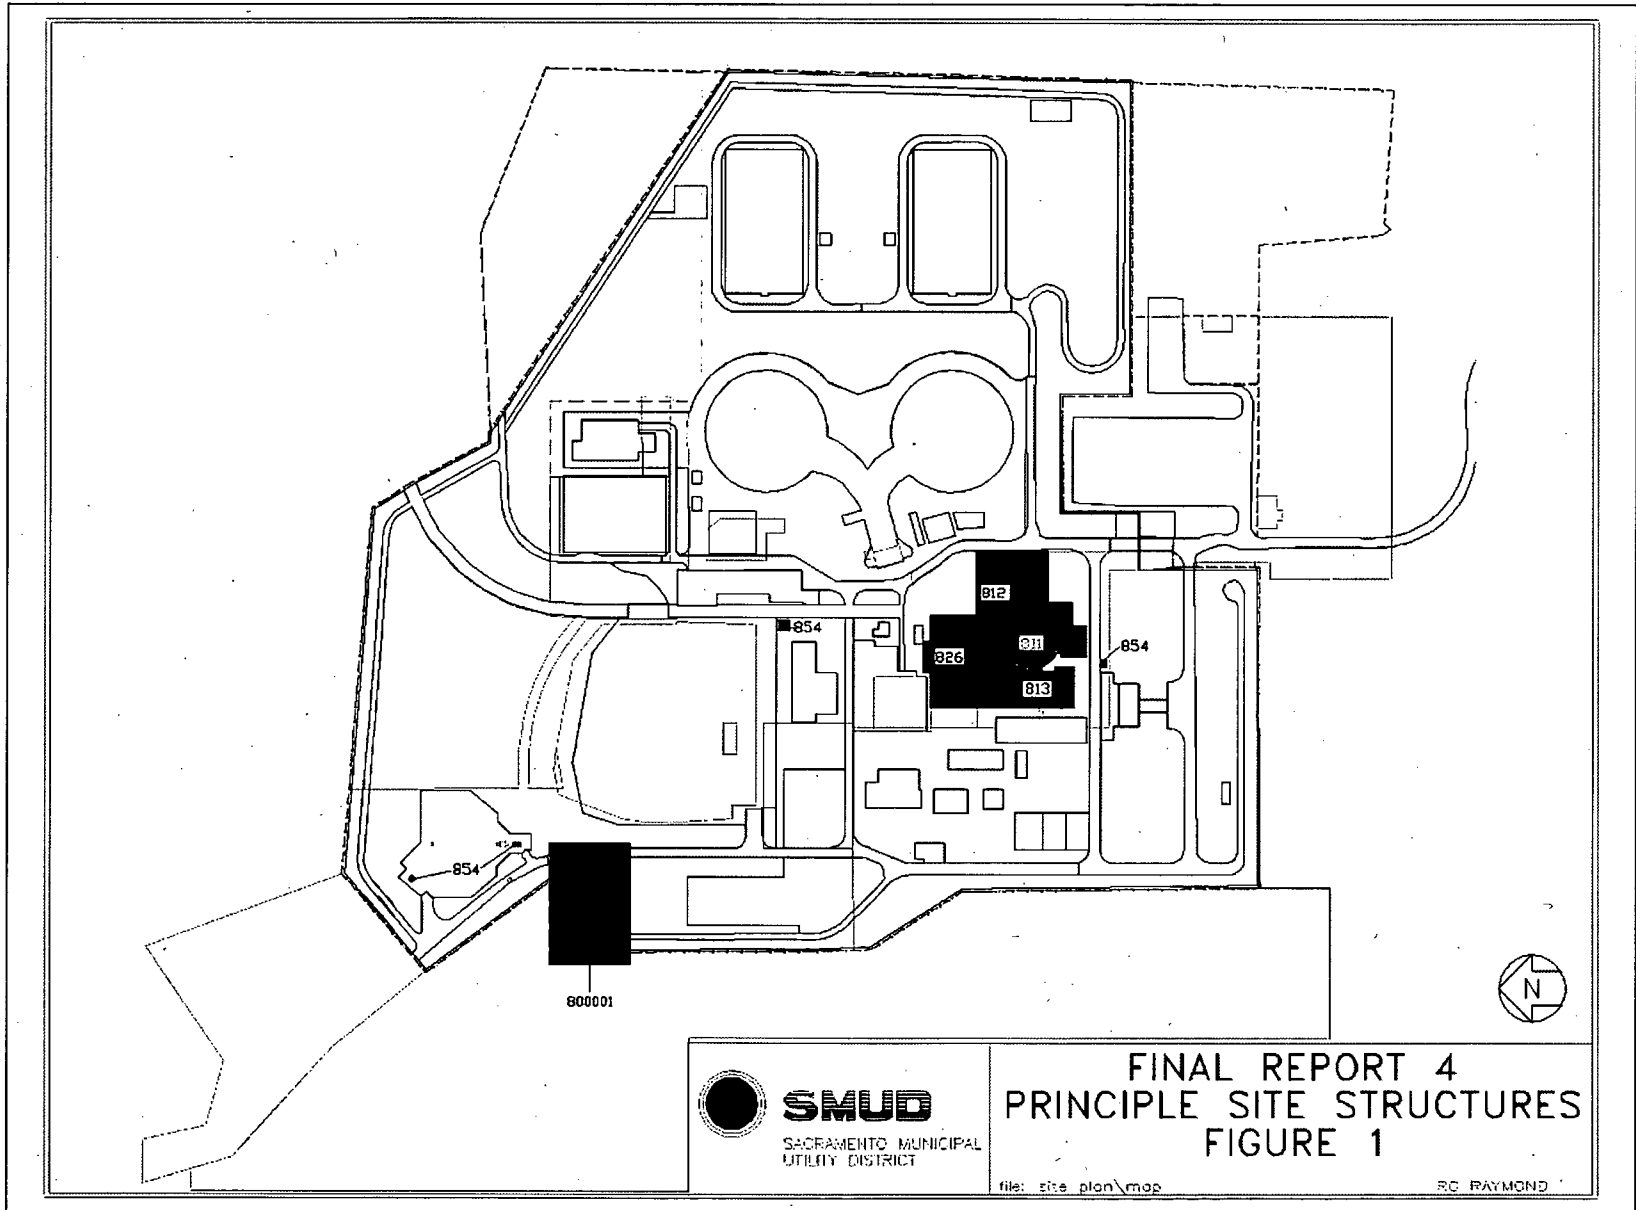 812
854
811
854
826
813
854
800001
N
SMUD
SACRAMENTO MUNICIPAL
UTILITY DISTRICT
FINAL REPORT 4
PRINCIPLE SITE STRUCTURES
FIGURE 1
file: site plan\map
RG RAYMOND